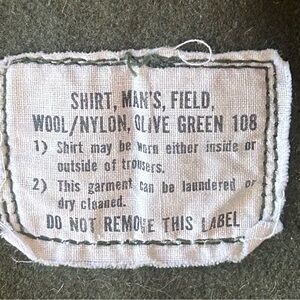 SHIRT, MAN'S, FIELD,
WOOL/NYLON, OLIVE GREEN 108
1) Shirt may be worn either inside or
outside of trousers.
2) This garment can be laundered or
dry cleaned.
DO NOT REMOVE THIS LABEL